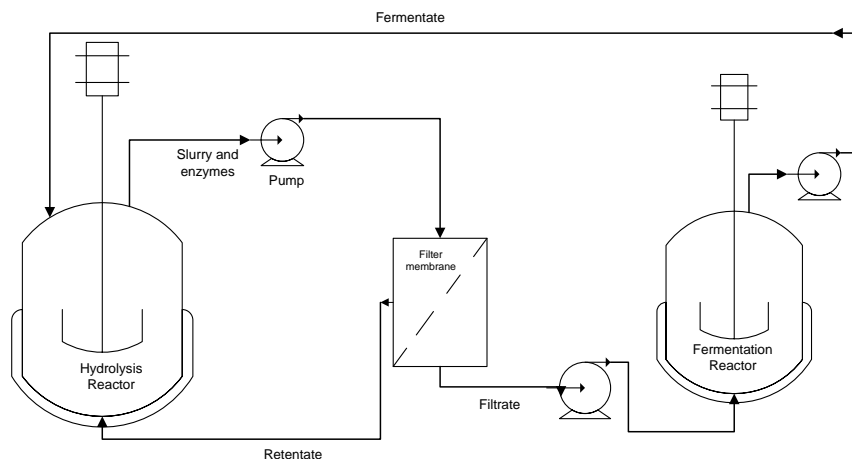 Fermentate
Slurry and
enzymes
Pump
Filter
membrane
Hydrolysis
Reactor
Fermentation
Reactor
Filtrate
Retentate